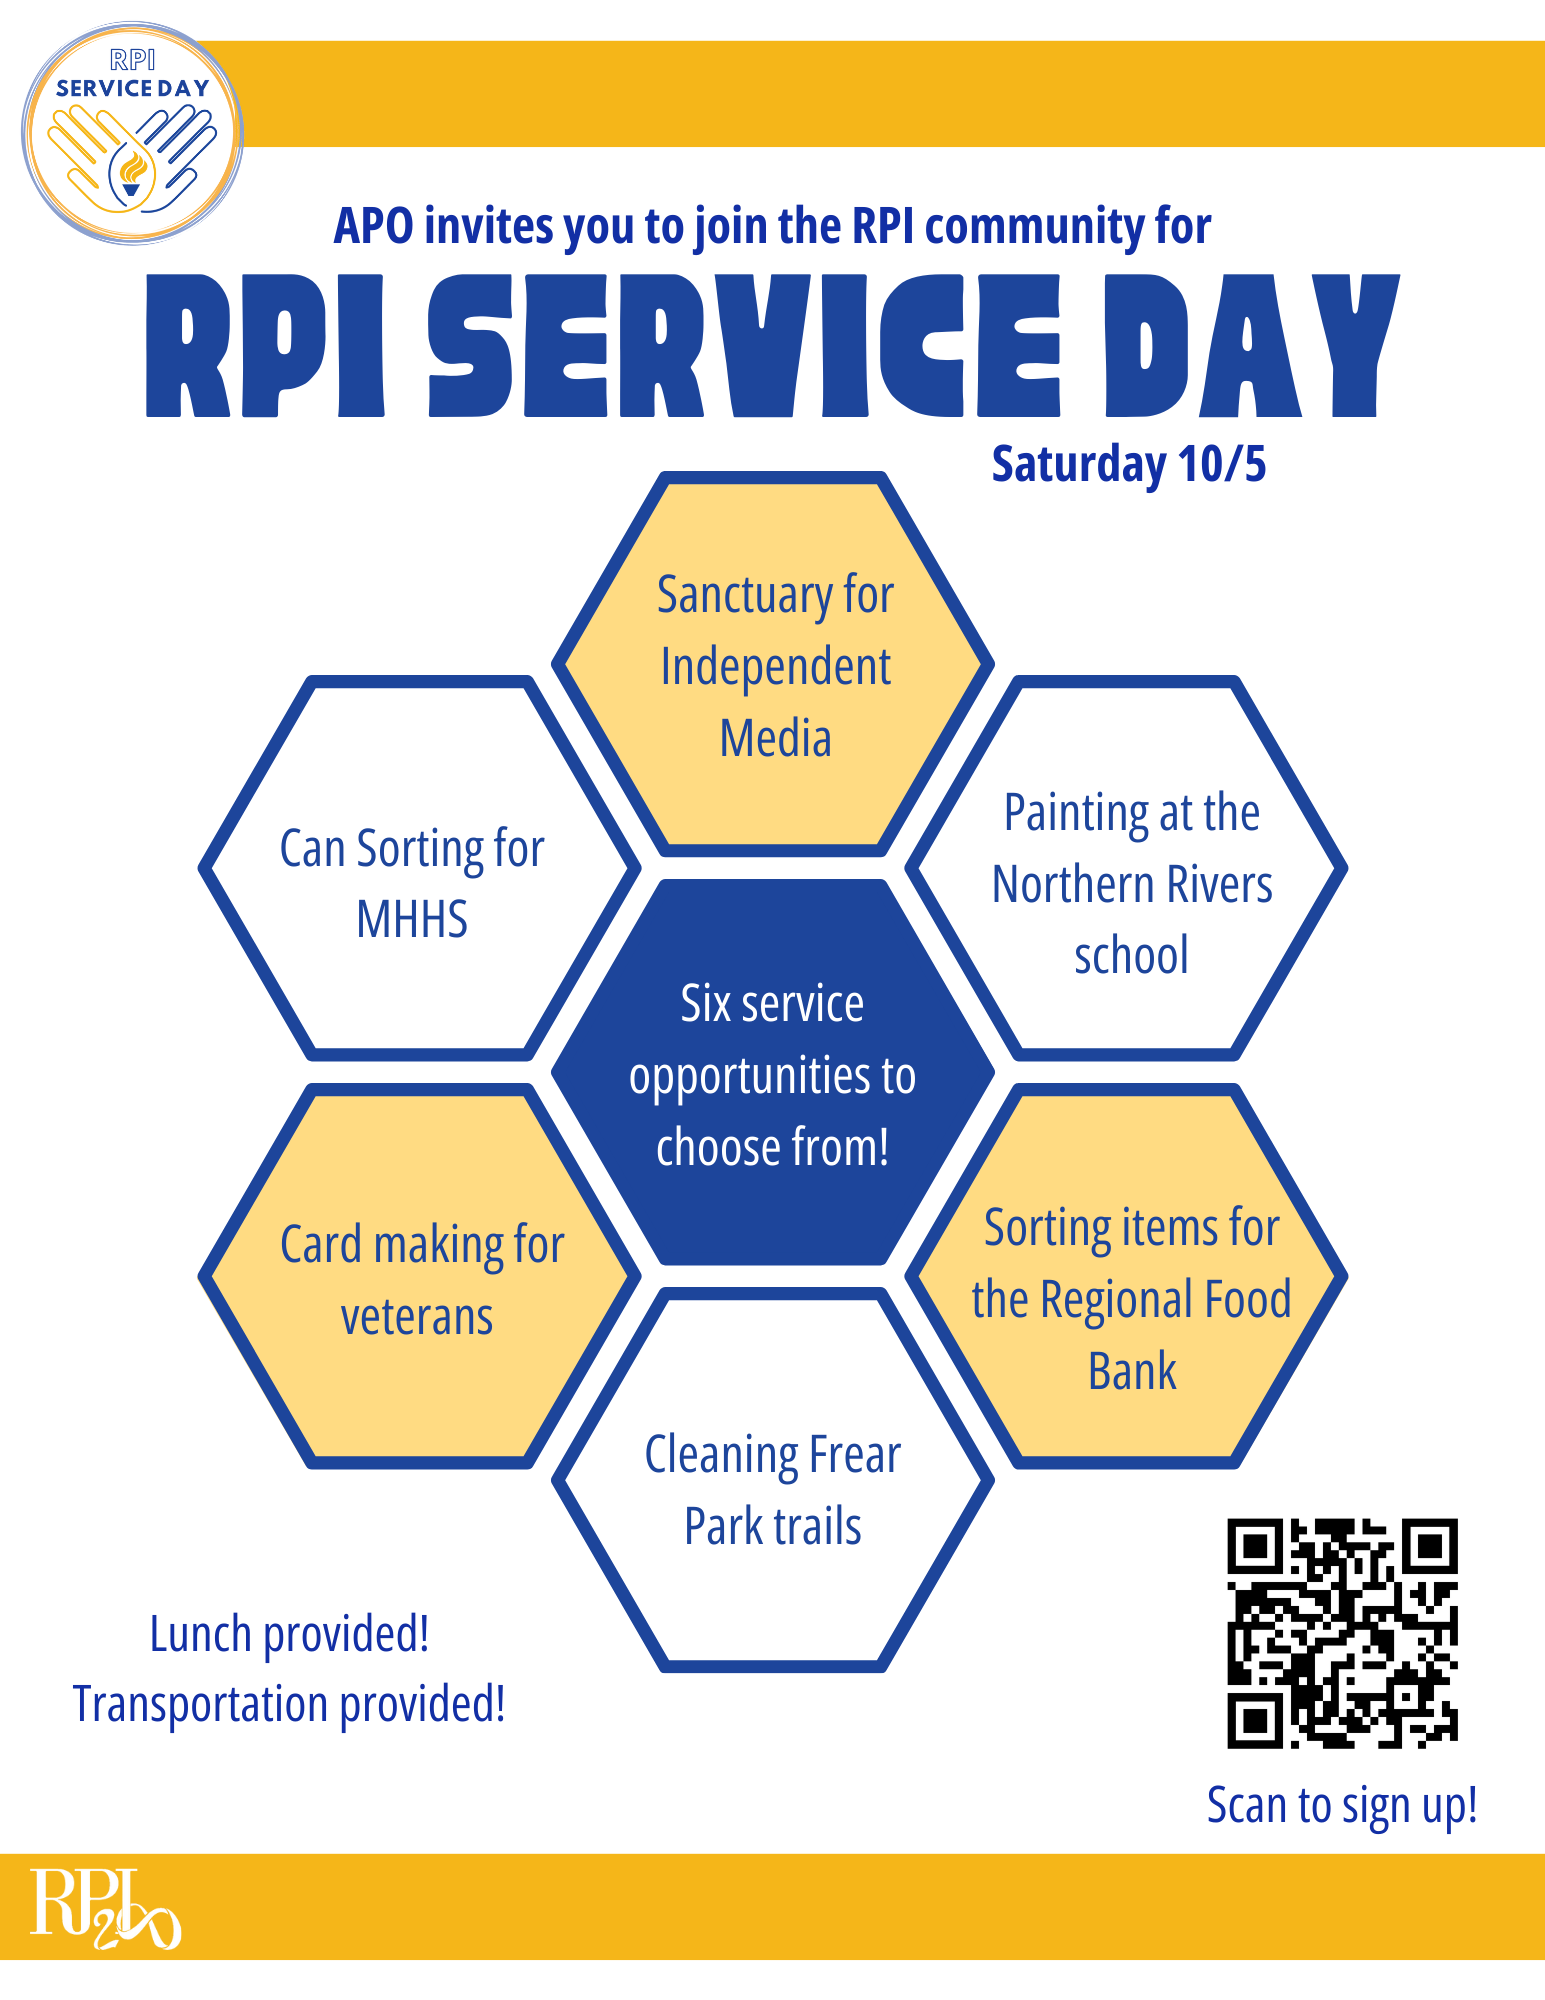 RPI
SERVICE DAY
APO invites you to join the RPI community for
RPI SERVICE DAY
Saturday 10/5
Sanctuary for
Independent
Media
Can Sorting for
MHHS
Painting at the
Northern Rivers
school
Six service
opportunities to
choose from!
Card making for
veterans
Sorting items for
the Regional Food
Bank
Cleaning Frear
Park trails
Lunch provided!
Transportation provided!
Scan to sign up!
RPI
200